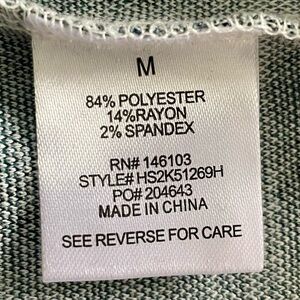 M
84% POLYESTER
14%RAYON
2% SPANDEX
RN# 146103
STYLE# HS2K51269H
PO# 204643
MADE IN CHINA
SEE REVERSE FOR CARE